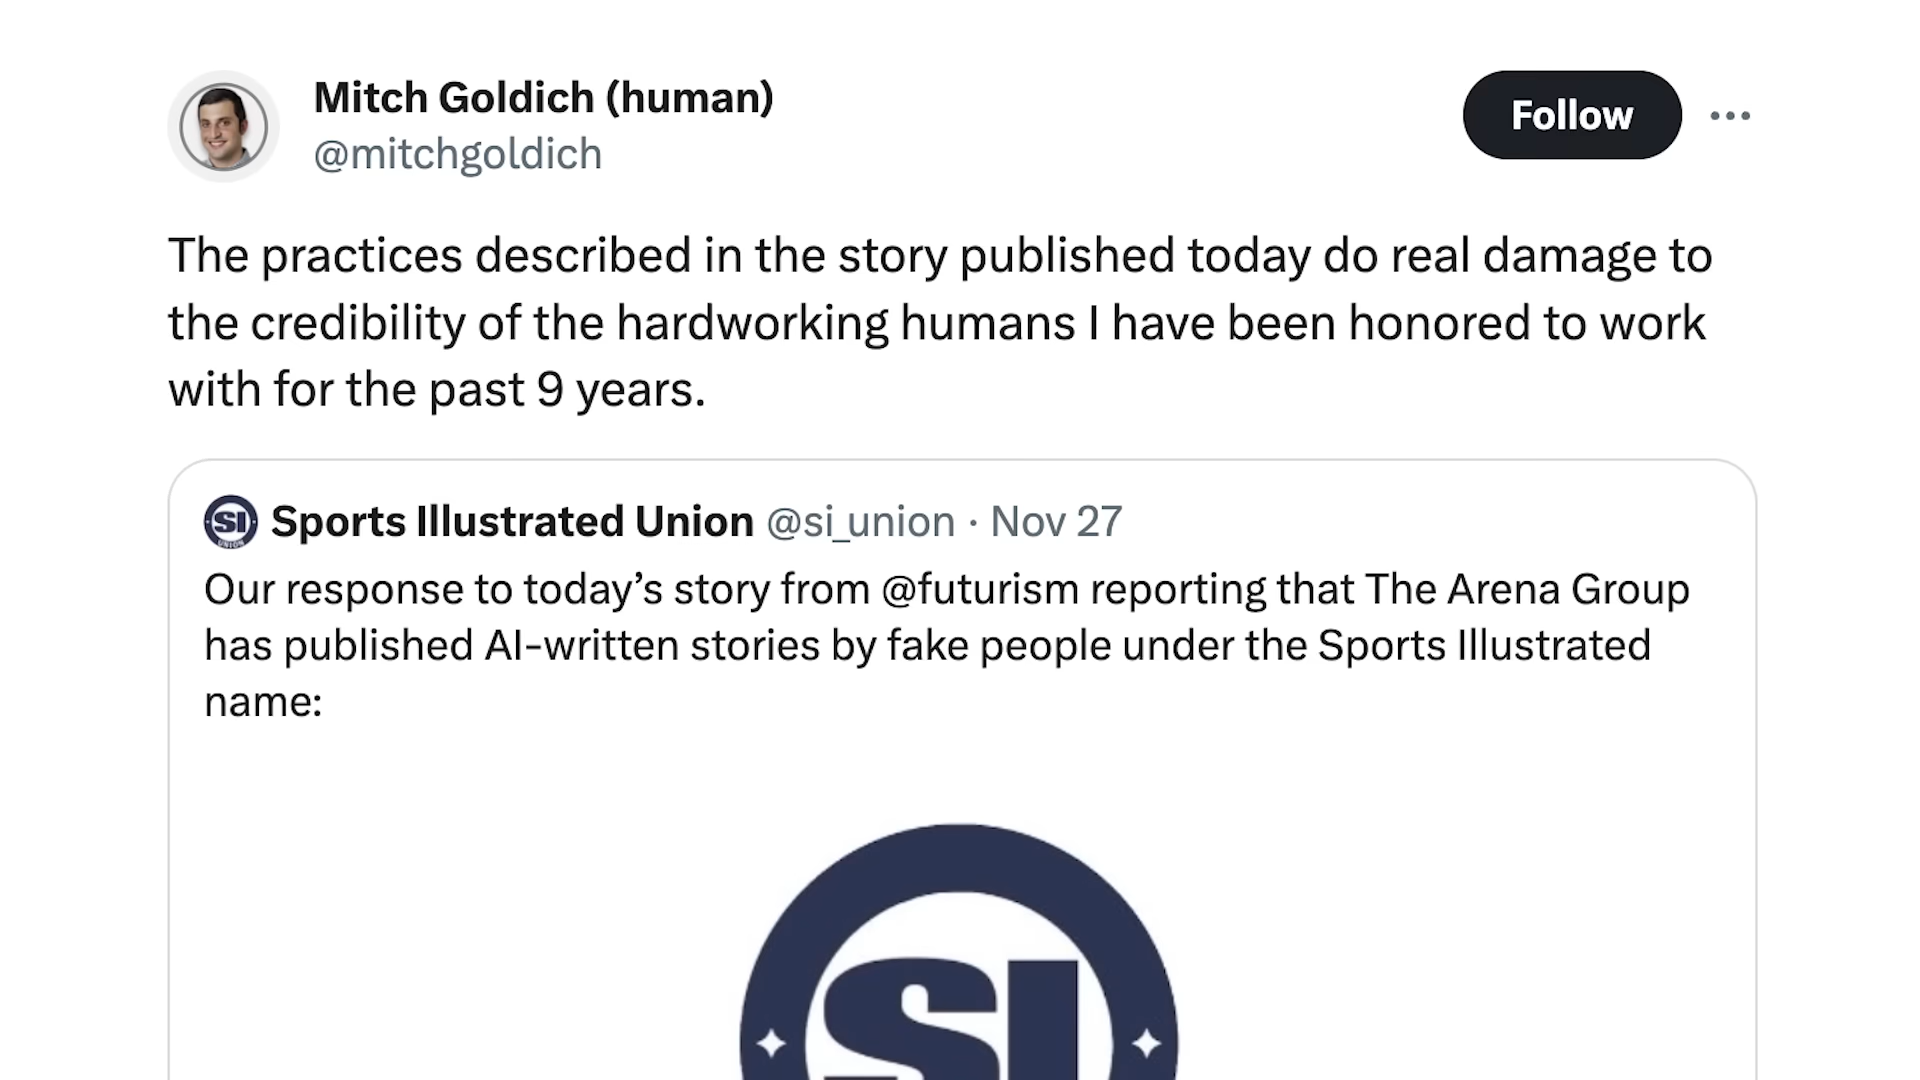 Mitch Goldich (human)
@mitchgoldich
Follow
The practices described in the story published today do real damage to
the credibility of the hardworking humans I have been honored to work
with for the past 9 years.
SI
UNION
Sports Illustrated Union @si_union · Nov 27
Our response to today’s story from @futurism reporting that The Arena Group
has published AI-written stories by fake people under the Sports Illustrated
name:
SI